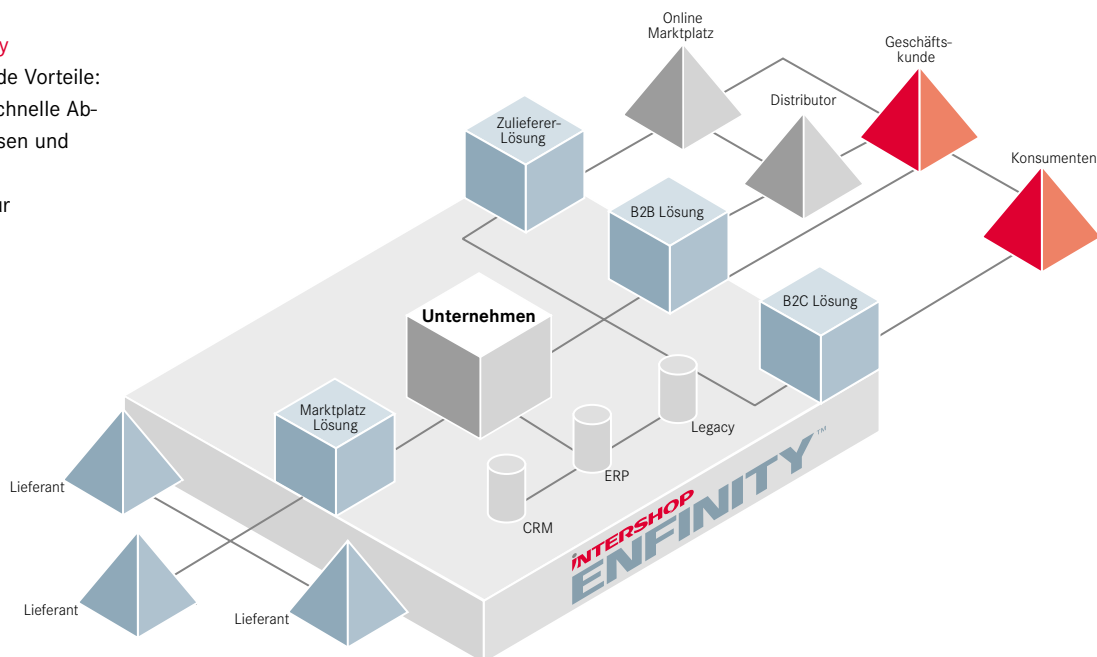 y
de Vorteile:
chnelle Ab-
sen und
ur
Online
Marktplatz
Geschäfts-
kunde
Distributor
Zulieferer-
Lösung
Konsumenten
B2B Lösung
B2C Lösung
Unternehmen
Marktplatz
Lösung
Legacy
ERP
CRM
Lieferant
Lieferant
Lieferant
INTERSHOP
ENFINITY™